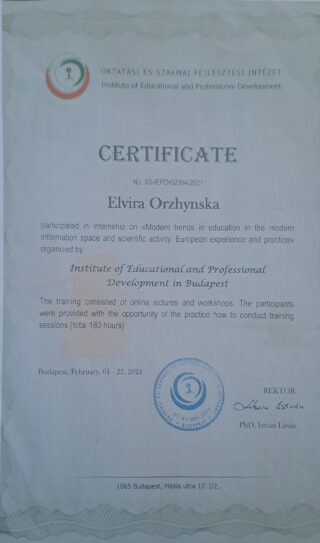 OKTATÁSI ÉS SZAKMAI FEJLESZTÉSI INTÉZET
Institute of Educational and Professional Development
CERTIFICATE
No. IIS-IEPD/02004/2021
Elvira Orzhynska
participated in internship on «Modern trends in education in the modern
information space and scientific activity. European experience and practice»
organized by
Institute of Educational and Professional
Development in Budapest
The training consisted of online lectures and workshops. The participants
were provided with the opportunity of the practice how to conduct training
sessions (total 180 hours)
Budapest, February, 01 - 22, 2021
BUDAPEST
REKTOR
PhD, Istvan Litvin
1065 Budapest, Hajós utca 17. 1/2.